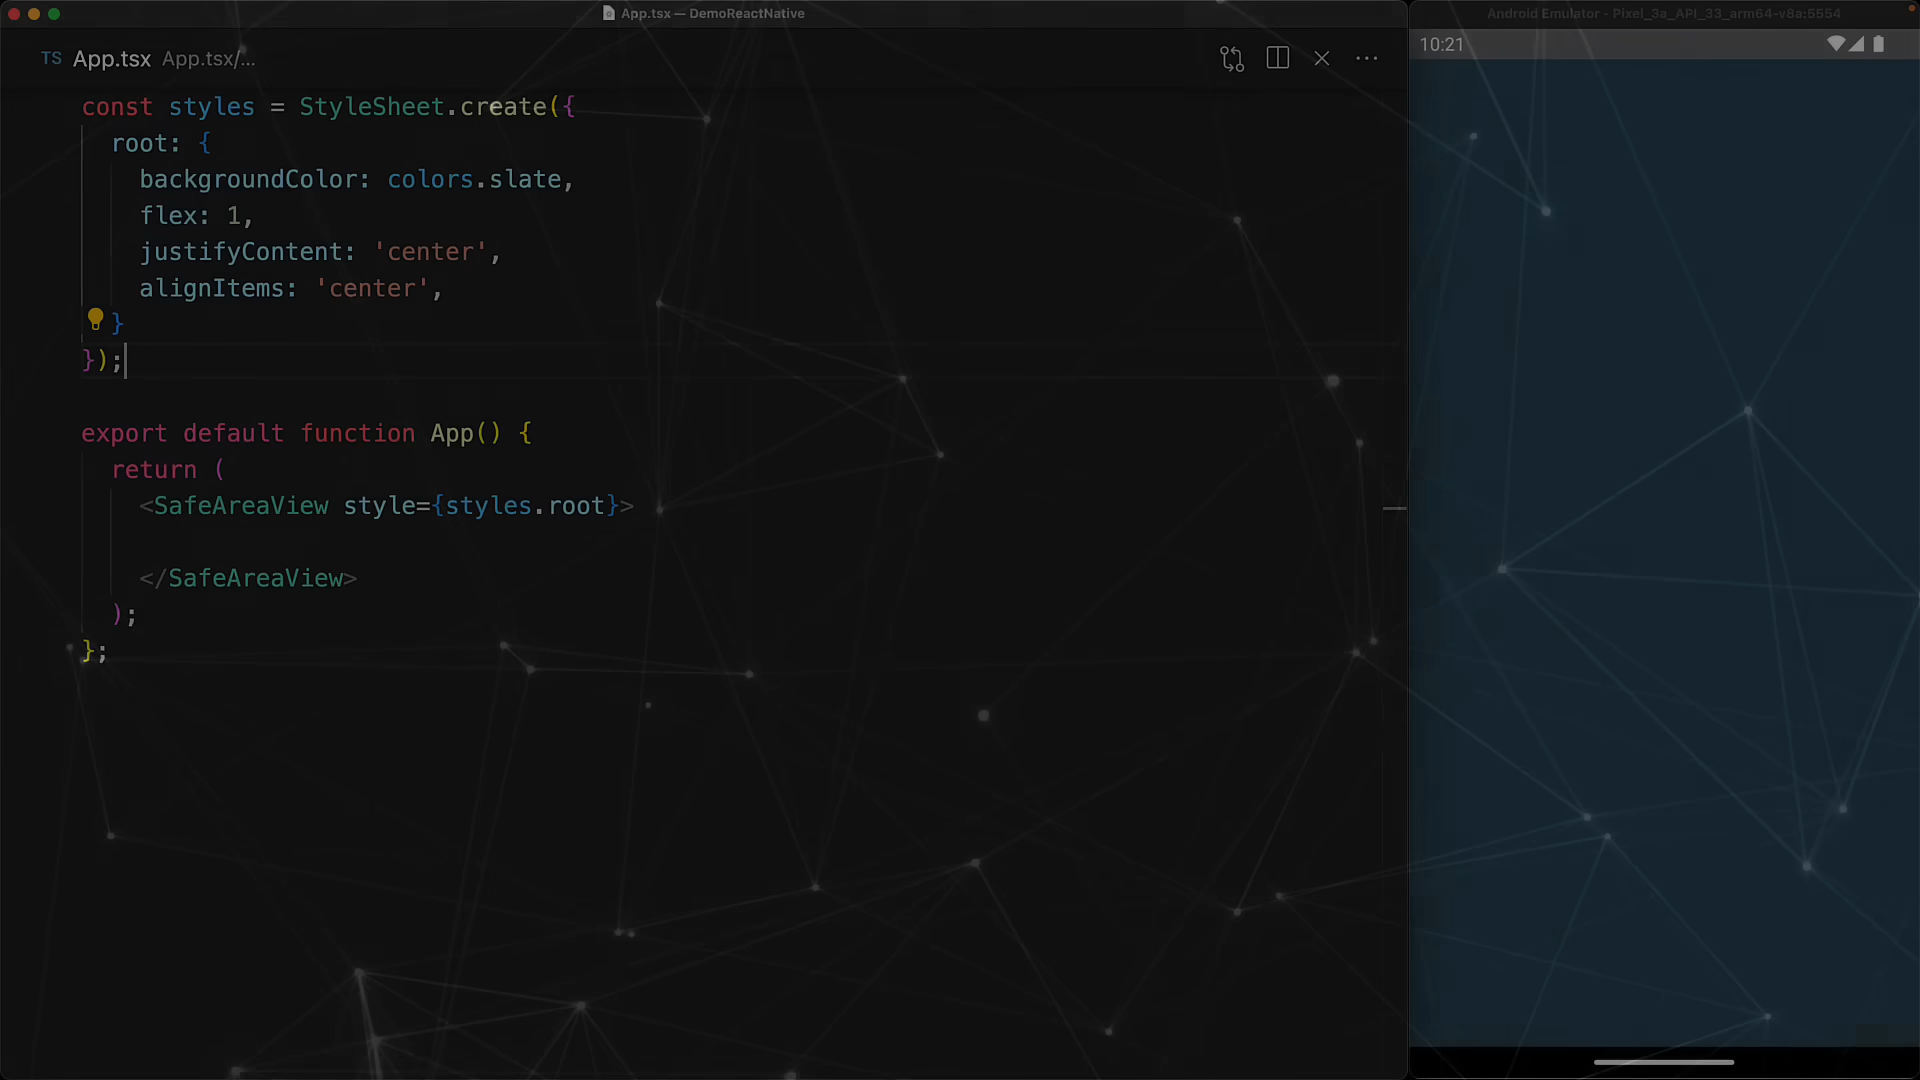 App.tsx — DemoReactNative
Android Emulator - Pixel_3a_API_33_arm64-v8a:5554
TS App.tsx App.tsx/...
10:21
const styles = StyleSheet.create({
root: {
backgroundColor: colors.slate,
flex: 1,
justifyContent: 'center',
alignItems: 'center',
}
});
export default function App() {
return (
<SafeAreaView style={styles.root}>
</SafeAreaView>
);
};